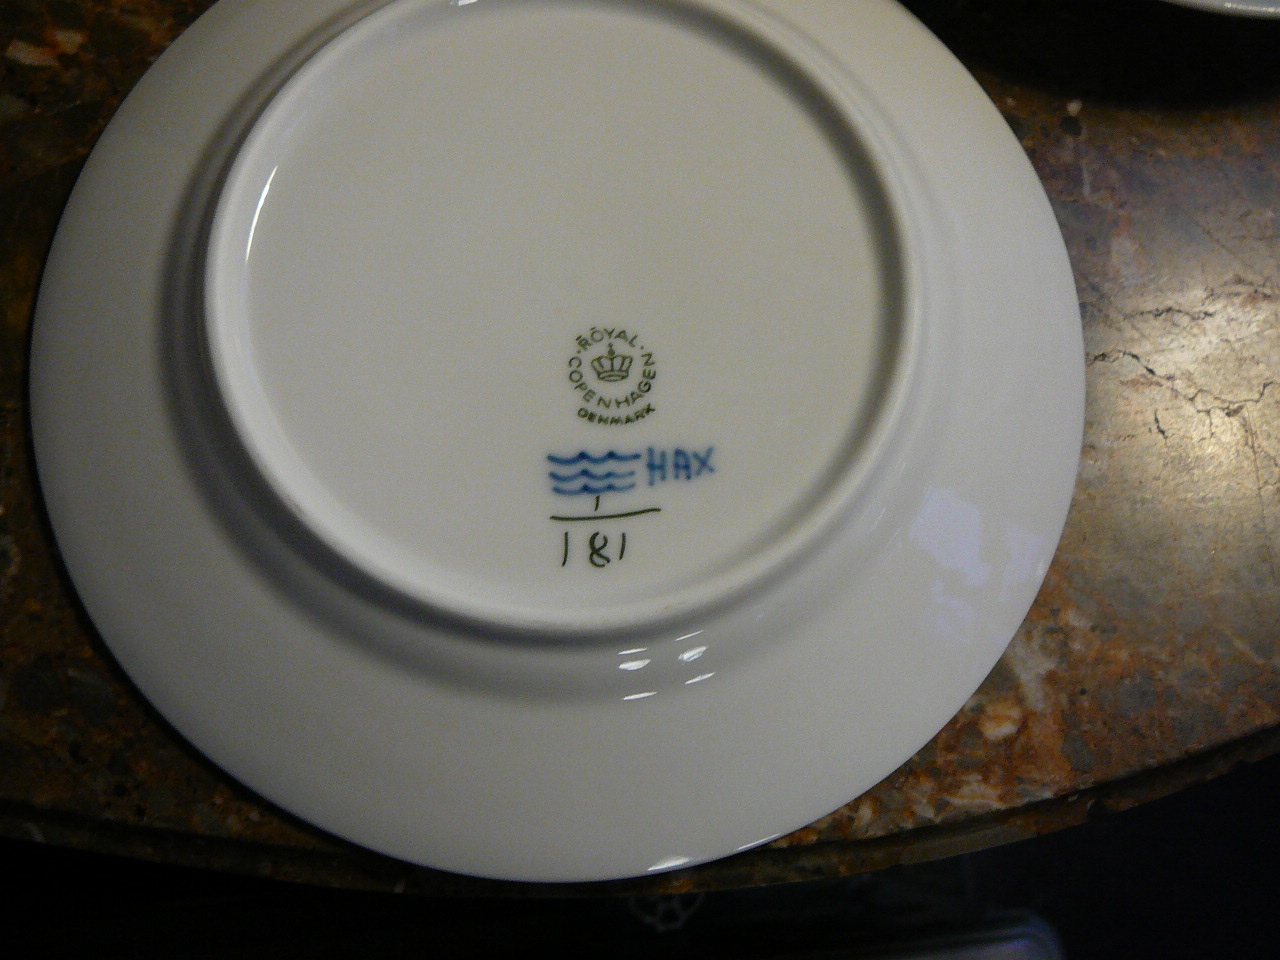 ROYAL
COPENHAGEN
DENMARK
HAX
1
181